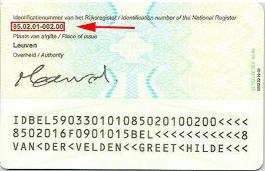 Identificatienummer van het Rijksregister / Identification number of the National Register
85.02.01-002.00
Plaats van afgifte / Place of issue
Leuven
Overheid / Authority
IDBEL590330101085020100200<<<<
8502016F0901015BEL<<<<<<<<<<<8
VAN<DER<VELDEN<<GREET<HILDE<<<